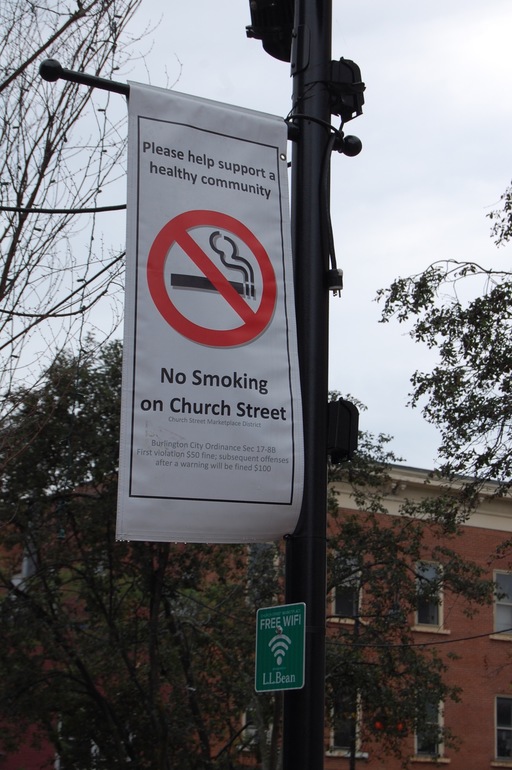 Please help support a
healthy community
No Smoking
on Church Street
Church Street Marketplace District
Burlington City Ordinance Sec 17-8B
First violation $50 fine; subsequent offenses
after a warning will be fined $100
FREE WIFI
L.L.Bean